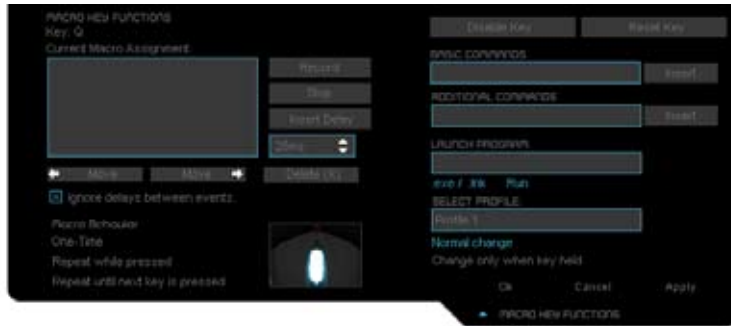 MACRO KEY FUNCTIONS
Key: Q
Current Macro Assignment
Record
Stop
Insert Delay
25ms
Move
Move
Delete (X)
Ignore delays between events.
Macro Behavior
One-Time
Repeat while pressed
Repeat until next key is pressed
Disable Key
Reset Key
BASIC COMMANDS
Insert
ADDITIONAL COMMANDS
Insert
LAUNCH PROGRAM
exe / .lnk Run
SELECT PROFILE
Profile 1
Normal change
Change only when key held
Ok Cancel Apply
MACRO KEY FUNCTIONS